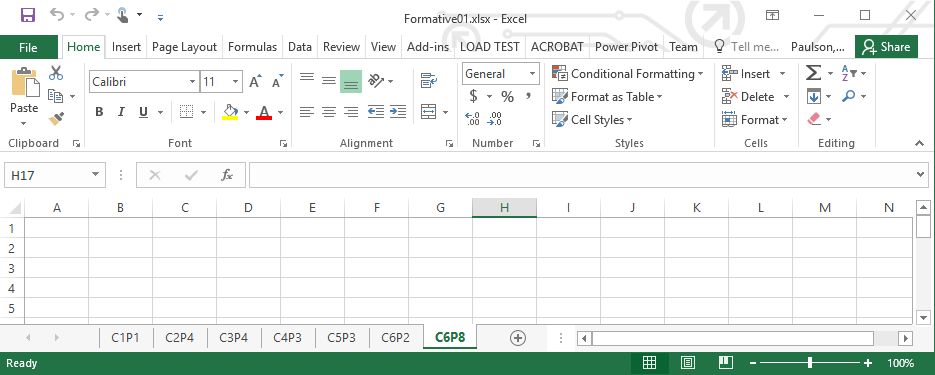 Formative01.xlsx - Excel
File Home Insert Page Layout Formulas Data Review View Add-ins LOAD TEST ACROBAT Power Pivot Team Tell me... Paulson,... Share
Paste
Calibri 11 A A
B I U A
General
$ % ,
.0 .00
.00 .0
Conditional Formatting
Format as Table
Cell Styles
Insert
Delete
Format
Σ A Z
Clipboard Font Alignment Number Styles Cells Editing
H17 fx
A B C D E F G H I J K L M N
1
2
3
4
5
C1P1 C2P4 C3P4 C4P3 C5P3 C6P2 C6P8
Ready 100%